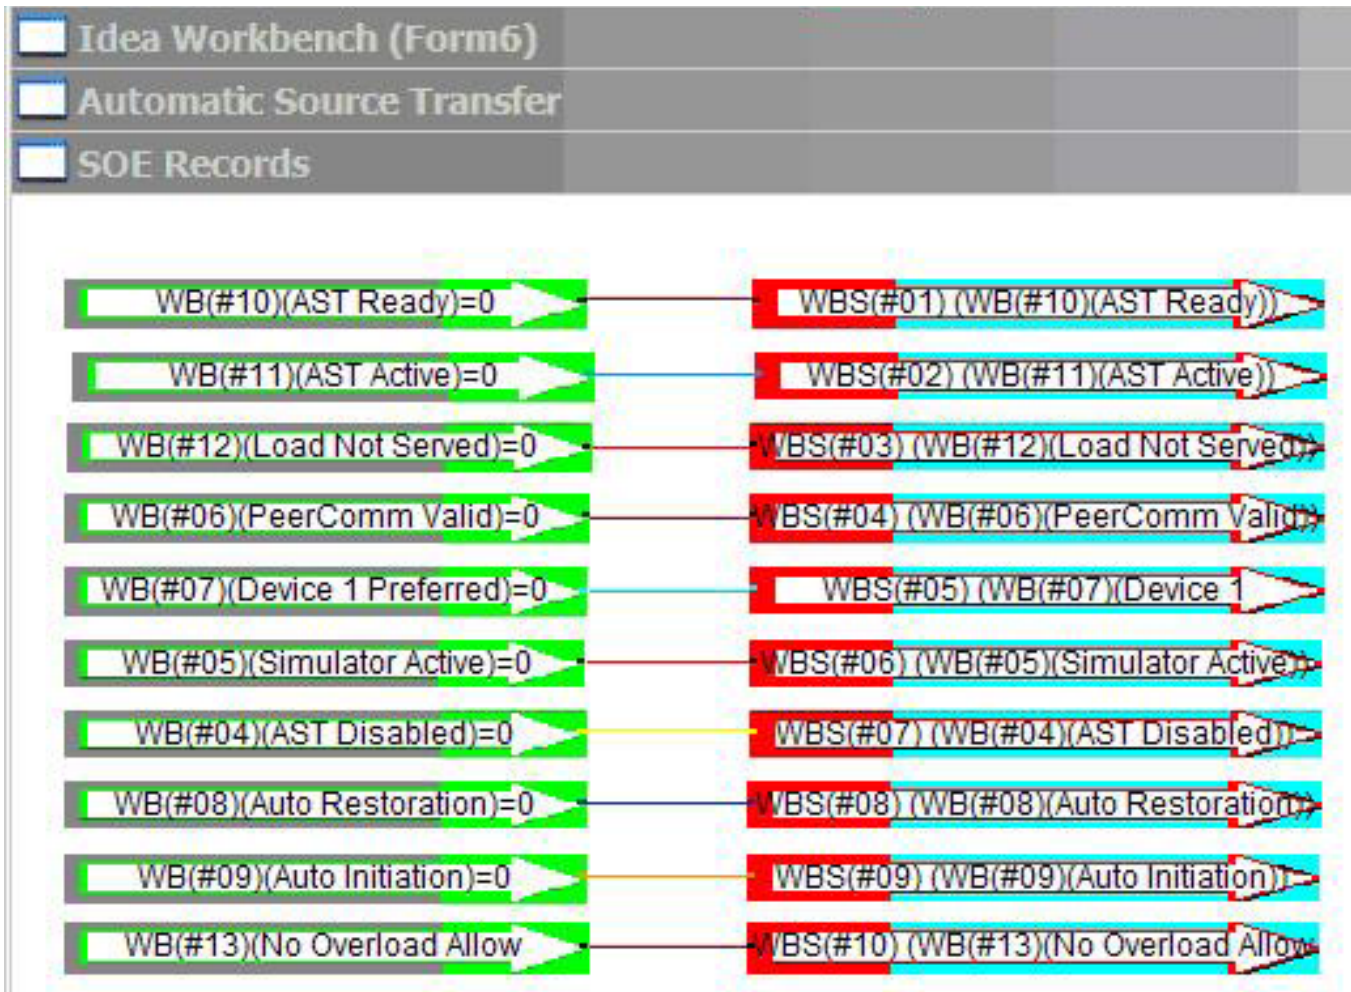 Idea Workbench (Form6)
Automatic Source Transfer
SOE Records
WB(#10)(AST Ready)=0 WBS(#01) (WB(#10)(AST Ready))
WB(#11)(AST Active)=0 WBS(#02) (WB(#11)(AST Active))
WB(#12)(Load Not Served)=0 WBS(#03) (WB(#12)(Load Not Served))
WB(#06)(PeerComm Valid)=0 WBS(#04) (WB(#06)(PeerComm Valid))
WB(#07)(Device 1 Preferred)=0 WBS(#05) (WB(#07)(Device 1
WB(#05)(Simulator Active)=0 WBS(#06) (WB(#05)(Simulator Active))
WB(#04)(AST Disabled)=0 WBS(#07) (WB(#04)(AST Disabled))
WB(#08)(Auto Restoration)=0 WBS(#08) (WB(#08)(Auto Restoration))
WB(#09)(Auto Initiation)=0 WBS(#09) (WB(#09)(Auto Initiation))
WB(#13)(No Overload Allow WBS(#10) (WB(#13)(No Overload Allow